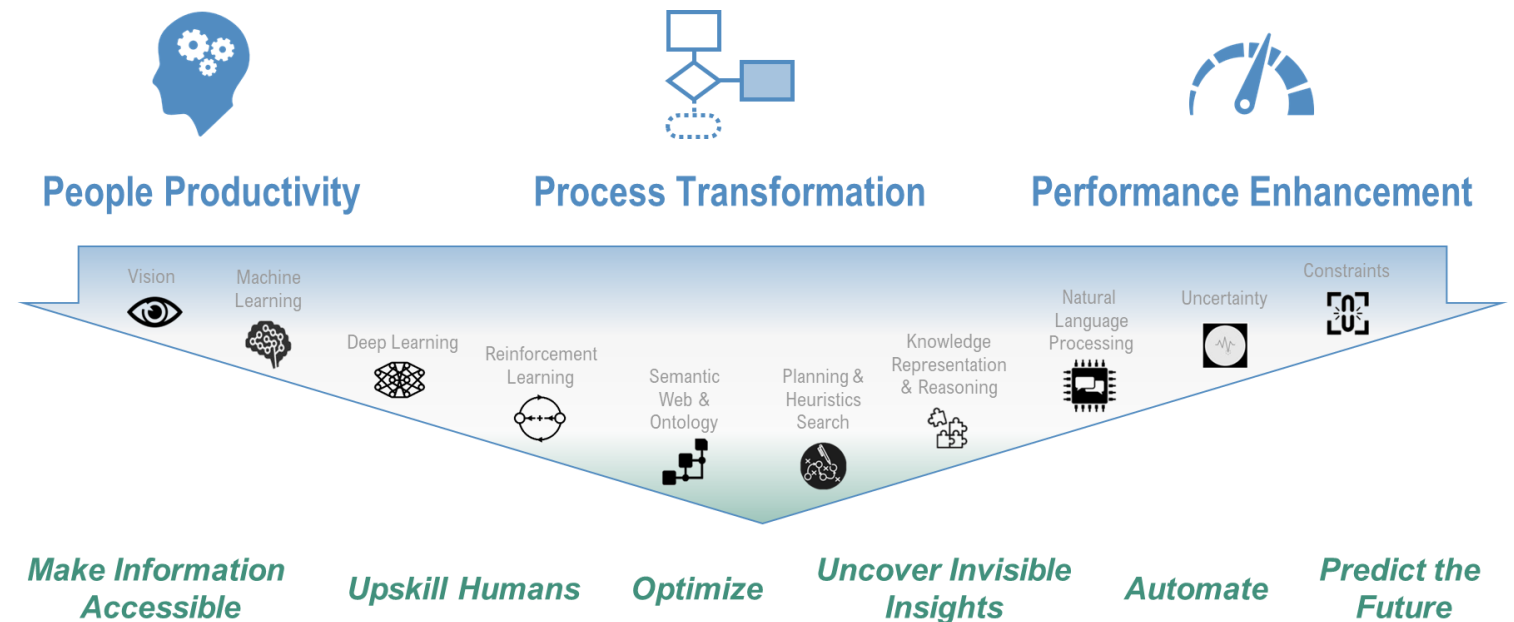 People Productivity
Process Transformation
Performance Enhancement
Vision
Machine
Learning
Deep Learning
Reinforcement
Learning
Semantic
Web &
Ontology
Planning &
Heuristics
Search
Knowledge
Representation
& Reasoning
Natural
Language
Processing
Uncertainty
Constraints
Make Information
Accessible
Upskill Humans
Optimize
Uncover Invisible
Insights
Automate
Predict the
Future